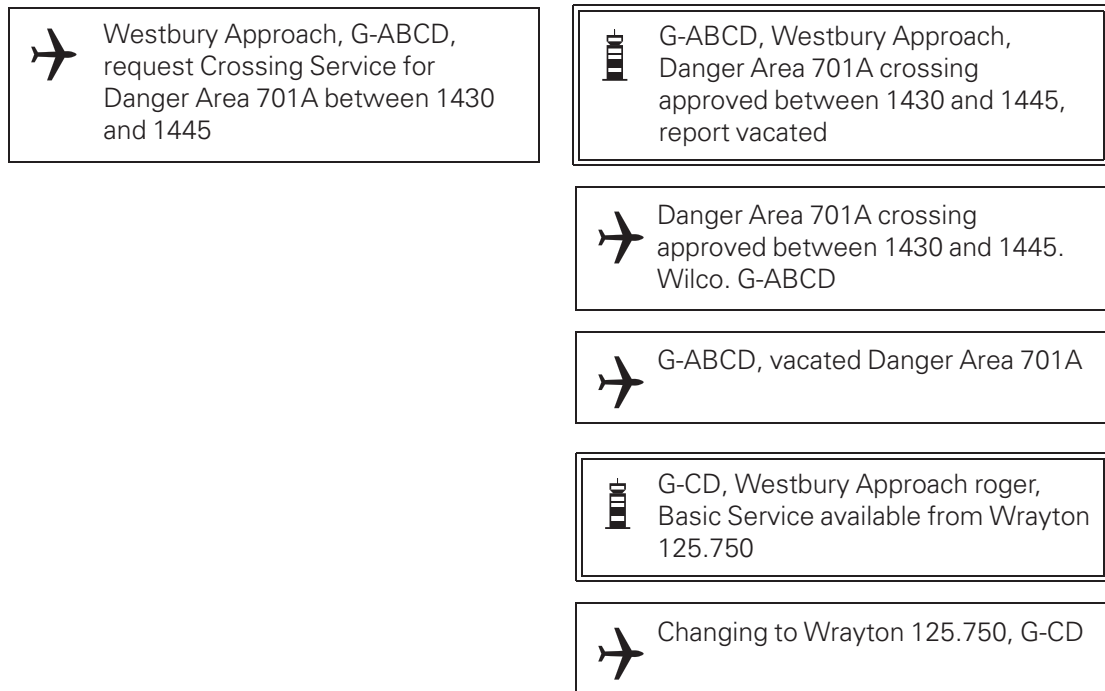 Westbury Approach, G-ABCD,
request Crossing Service for
Danger Area 701A between 1430
and 1445
G-ABCD, Westbury Approach,
Danger Area 701A crossing
approved between 1430 and 1445,
report vacated
Danger Area 701A crossing
approved between 1430 and 1445.
Wilco. G-ABCD
G-ABCD, vacated Danger Area 701A
G-CD, Westbury Approach roger,
Basic Service available from Wrayton
125.750
Changing to Wrayton 125.750, G-CD